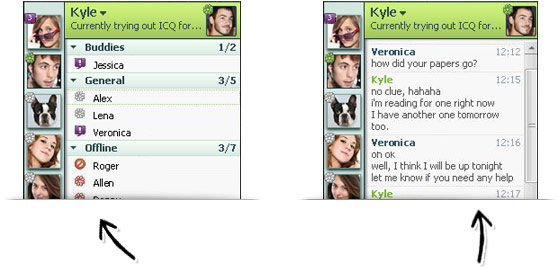 Kyle
Currently trying out ICQ for...
Buddies 1/2
Jessica
General 3/5
Alex
Lena
Veronica
Offline 3/7
Roger
Allen
Kyle
Currently trying out ICQ for...
Veronica 12:12
how did your papers go?
Kyle 12:15
no clue, hahaha
i'm reading for one right now
I have another one tomorrow
too.
Veronica 12:16
oh ok
well, I think I will be up tonight
let me know if you need any help
Kyle 12:17